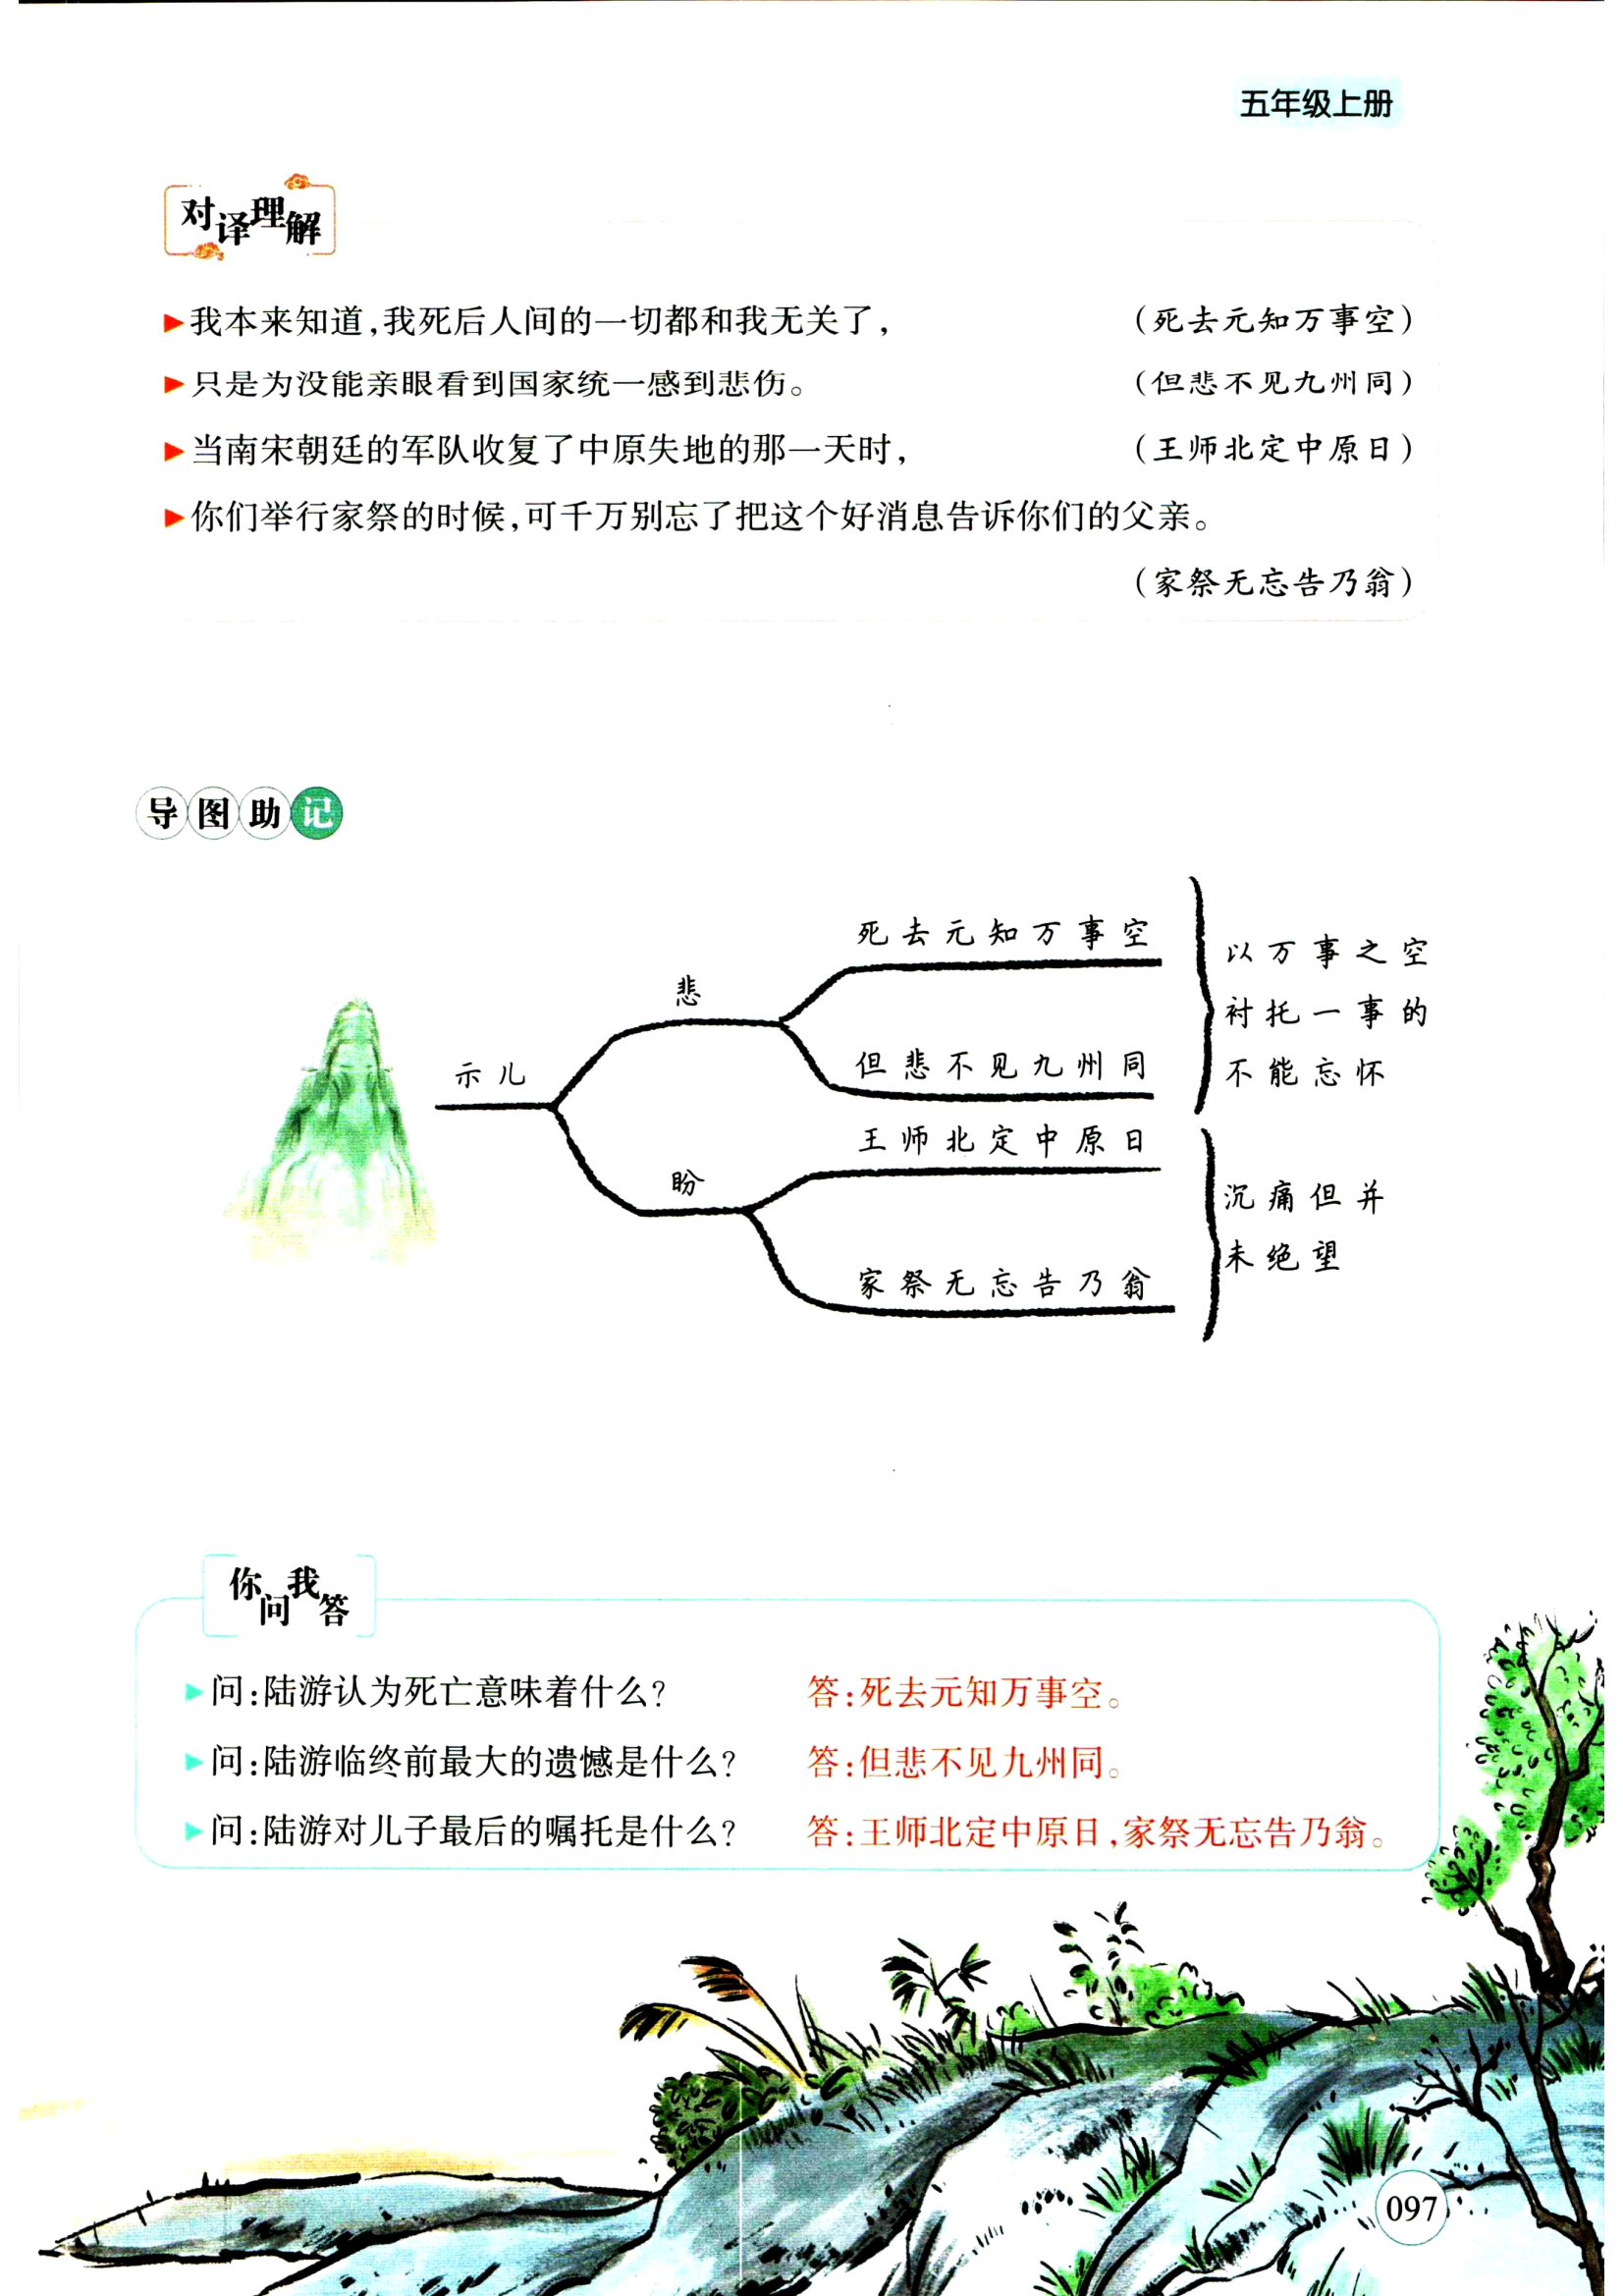 五年级上册
对译理解
我本来知道,我死后人间的一切都和我无关了, (死去元知万事空)
只是为没能亲眼看到国家统一感到悲伤。 (但悲不见九州同)
当南宋朝廷的军队收复了中原失地的那一天时, (王师北定中原日)
你们举行家祭的时候,可千万别忘了把这个好消息告诉你们的父亲。
(家祭无忘告乃翁)
导图助记
示儿
悲
死去元知万事空
但悲不见九州同
以万事之空
衬托一事的
不能忘怀
盼
王师北定中原日
家祭无忘告乃翁
沉痛但并
未绝望
你问我答
问:陆游认为死亡意味着什么? 答:死去元知万事空。
问:陆游临终前最大的遗憾是什么? 答:但悲不见九州同。
问:陆游对儿子最后的嘱托是什么? 答:王师北定中原日,家祭无忘告乃翁。
097